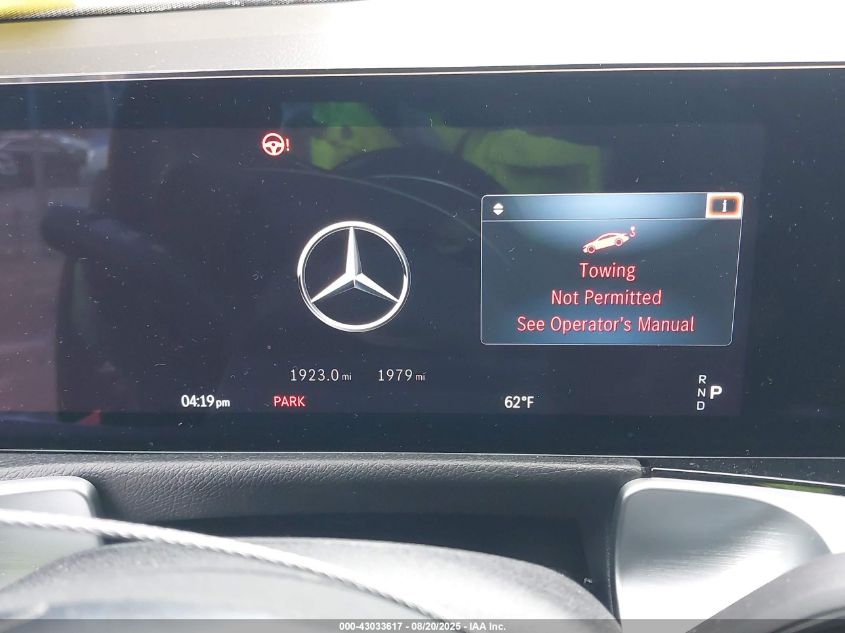 !
i
Towing
Not Permitted
See Operator's Manual
1923.0 mi 1979 mi
04:19 pm PARK 62°F
R
N P
D
000-43033617 - 08/20/2025 - IAA Inc.